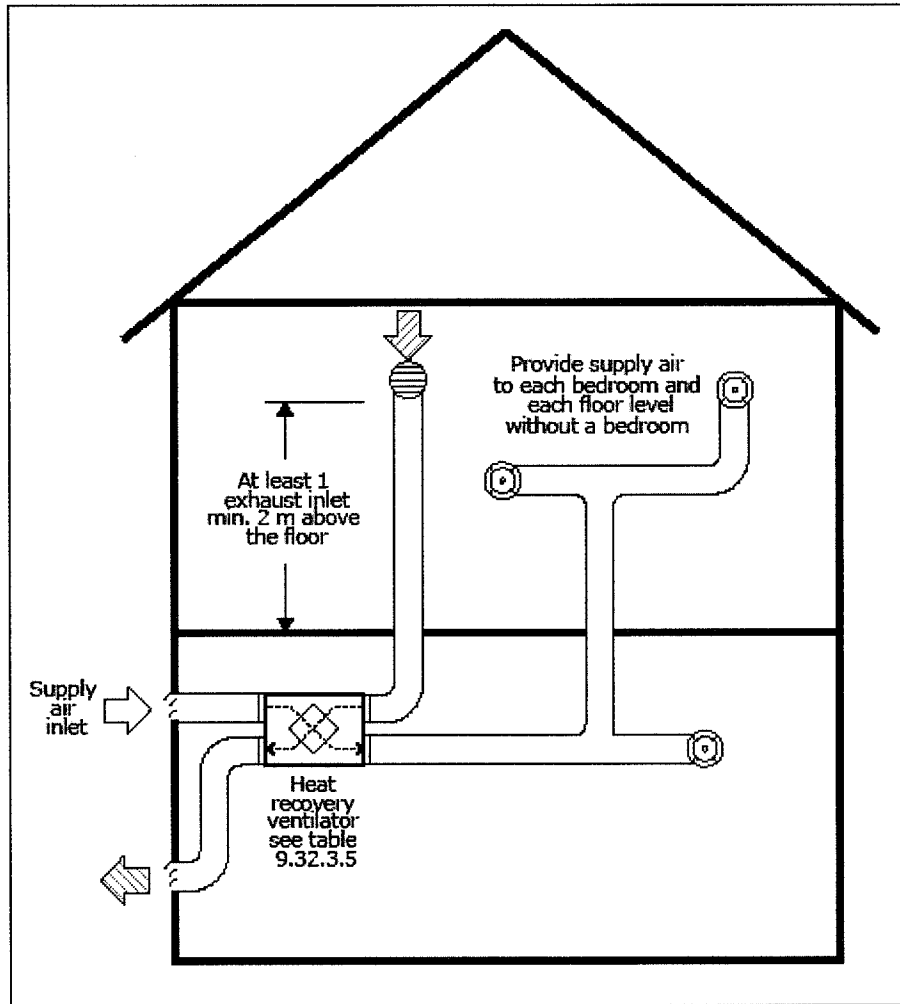 Provide supply air
to each bedroom and
each floor level
without a bedroom
At least 1
exhaust inlet
min. 2 m above
the floor
Supply
air
inlet
Heat
recovery
ventilator
see table
9.32.3.5